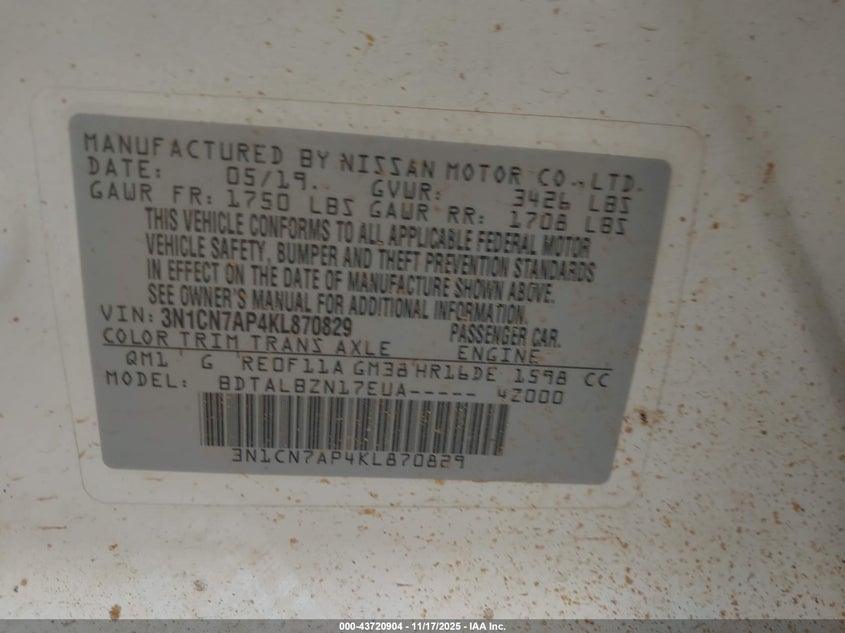 MANUFACTURED BY NISSAN MOTOR CO.,LTD.
DATE: 05/19. GVWR: 3426 LBS
GAWR FR: 1750 LBS GAWR RR: 1708 LBS
THIS VEHICLE CONFORMS TO ALL APPLICABLE FEDERAL MOTOR
VEHICLE SAFETY, BUMPER AND THEFT PREVENTION STANDARDS
IN EFFECT ON THE DATE OF MANUFACTURE SHOWN ABOVE.
SEE OWNER'S MANUAL FOR ADDITIONAL INFORMATION.
VIN: 3N1CN7AP4KL870829 PASSENGER CAR.
COLOR TRIM TRANS AXLE ENGINE
QM1 G RE0F11A GM38 HR16DE 1598 CC
MODEL: BDTALBZN17EUA----- 4Z000
3N1CN7AP4KL870829
000-43720904 - 11/17/2025 - IAA Inc.